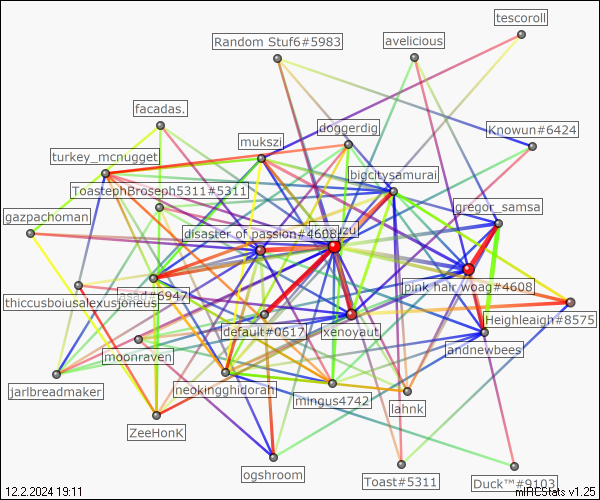 tescoroll
Random Stuf6#5983
avelicious
facadas.
doggerdig
Knowun#6424
mukszi
turkey_mcnugget
bigcitysamurai
ToastephBroseph5311#5311
gregor_samsa
gazpachoman
disaster of passion#4608
zu
pink hair woag#4608
asad#6947
thiccusboiusalexusjoneus
Heighleaigh#8575
default#0617
xenoyaut
andnewbees
moonraven
jarlbreadmaker
neokingghidorah
mingus4742
lahnk
ZeeHonK
ogshroom
Toast#5311
Duck™#9103
12.2.2024 19:11
mIRCStats v1.25